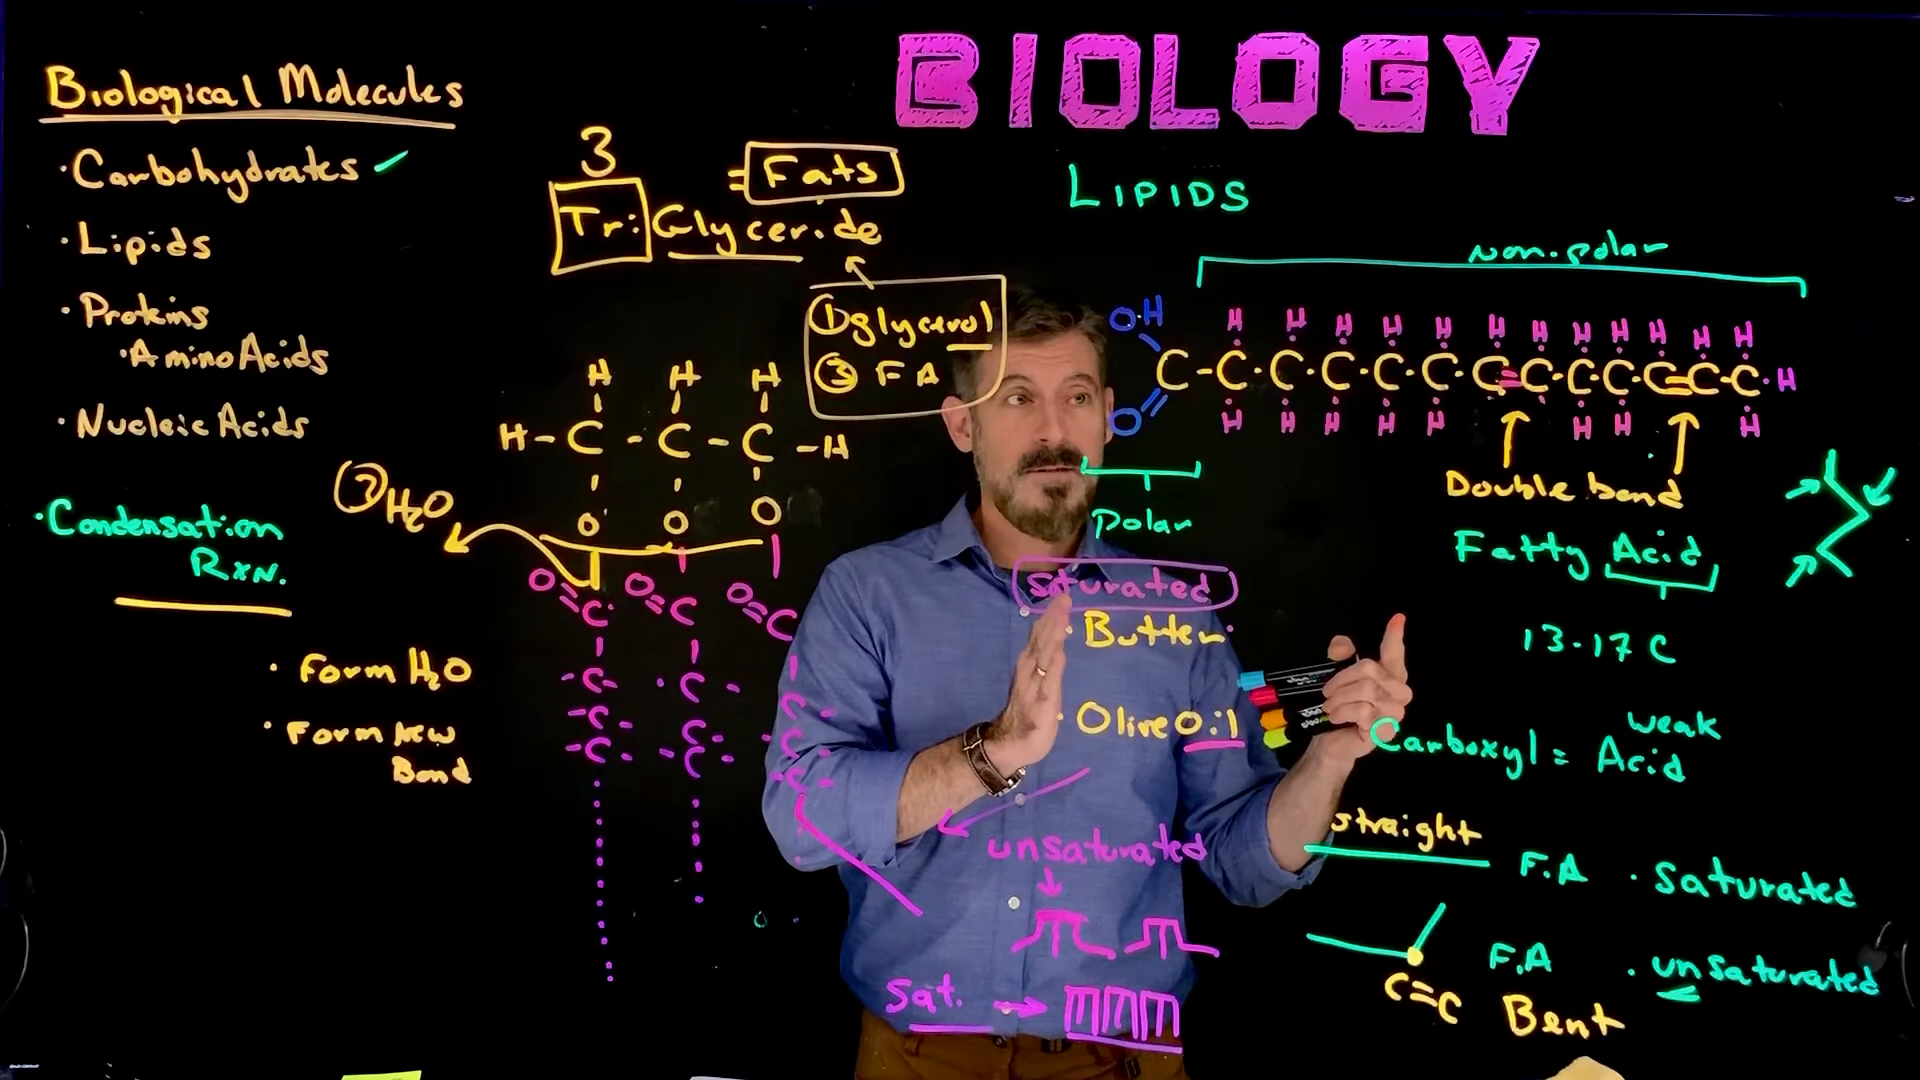 BIOLOGY
LIPIDS
Biological Molecules
· Carbohydrates ✓
· Lipids
· Proteins
· Amino Acids
· Nucleic Acids
· Condensation
Rxn.
· Form H2O
· Form New
Bond
3
= Fats
Tri Glyceride
① glycerol
③ FA
H H H
H - C - C - C - H
O O O
③ H2O
O=C O=C O=C
-C- ·C- C-
-C- C- C-
-C- -C- C-
non-polar
OH H H H H H H H H H H H H
C-C-C-C-C-C-C=C-C-C-C=C-C-H
O H H H H H H H H
polar
Double bond
Fatty Acid
13-17 C
weak
Carboxyl = Acid
saturated
· Butter
· Olive Oil
unsaturated
Sat. →
straight
F.A · saturated
F.A · unsaturated
C=C Bent